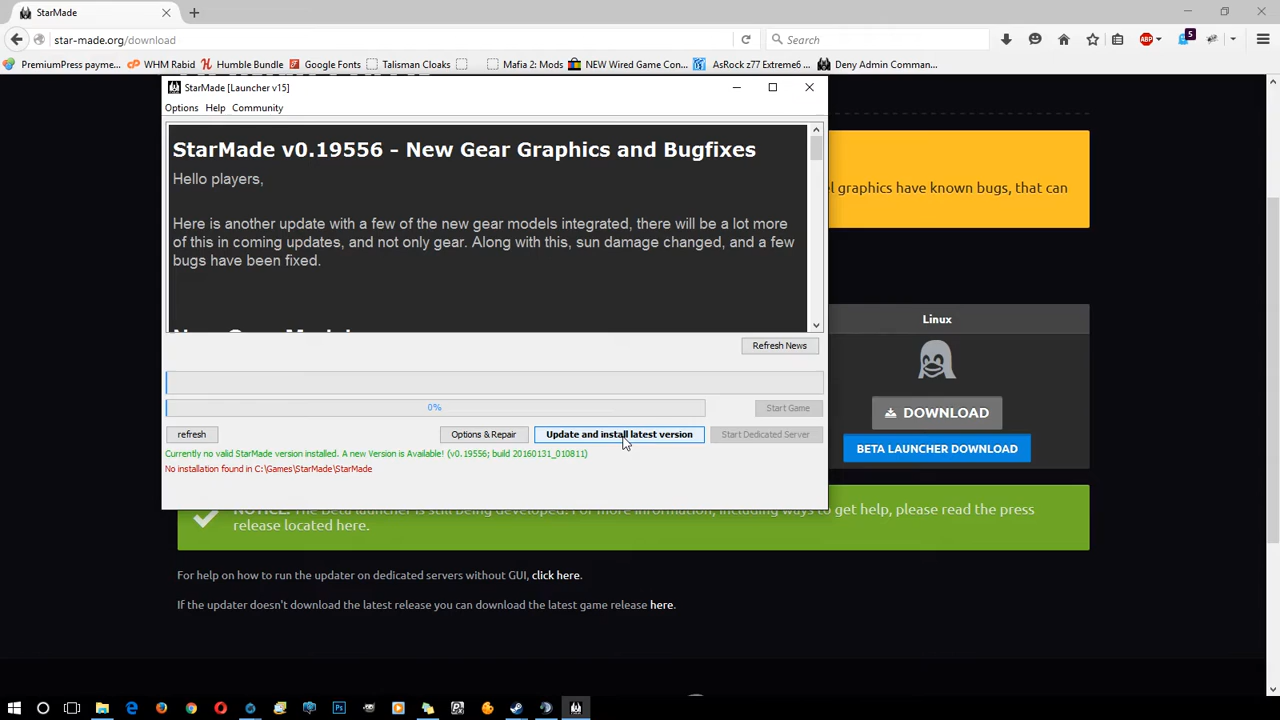 StarMade
star-made.org/download
Search
5
PremiumPress payme...
WHM Rabid
Humble Bundle
Google Fonts
Talisman Cloaks
Mafia 2: Mods
NEW Wired Game Con...
AsRock z77 Extreme6...
Deny Admin Comman...
StarMade [Launcher v15]
Options Help Community
StarMade v0.19556 - New Gear Graphics and Bugfixes
Hello players,
Here is another update with a few of the new gear models integrated, there will be a lot more
of this in coming updates, and not only gear. Along with this, sun damage changed, and a few
bugs have been fixed.
l graphics have known bugs, that can
Refresh News
Linux
0%
Start Game
DOWNLOAD
refresh
Options & Repair
Update and install latest version
Start Dedicated Server
BETA LAUNCHER DOWNLOAD
Currently no valid StarMade version installed. A new Version is Available! (v0.19556; build 20160131_010811)
No installation found in C:\Games\StarMade\StarMade
NOTICE: The beta launcher is still being developed. For more information, including ways to get help, please read the press
release located here.
For help on how to run the updater on dedicated servers without GUI, click here.
If the updater doesn't download the latest release you can download the latest game release here.